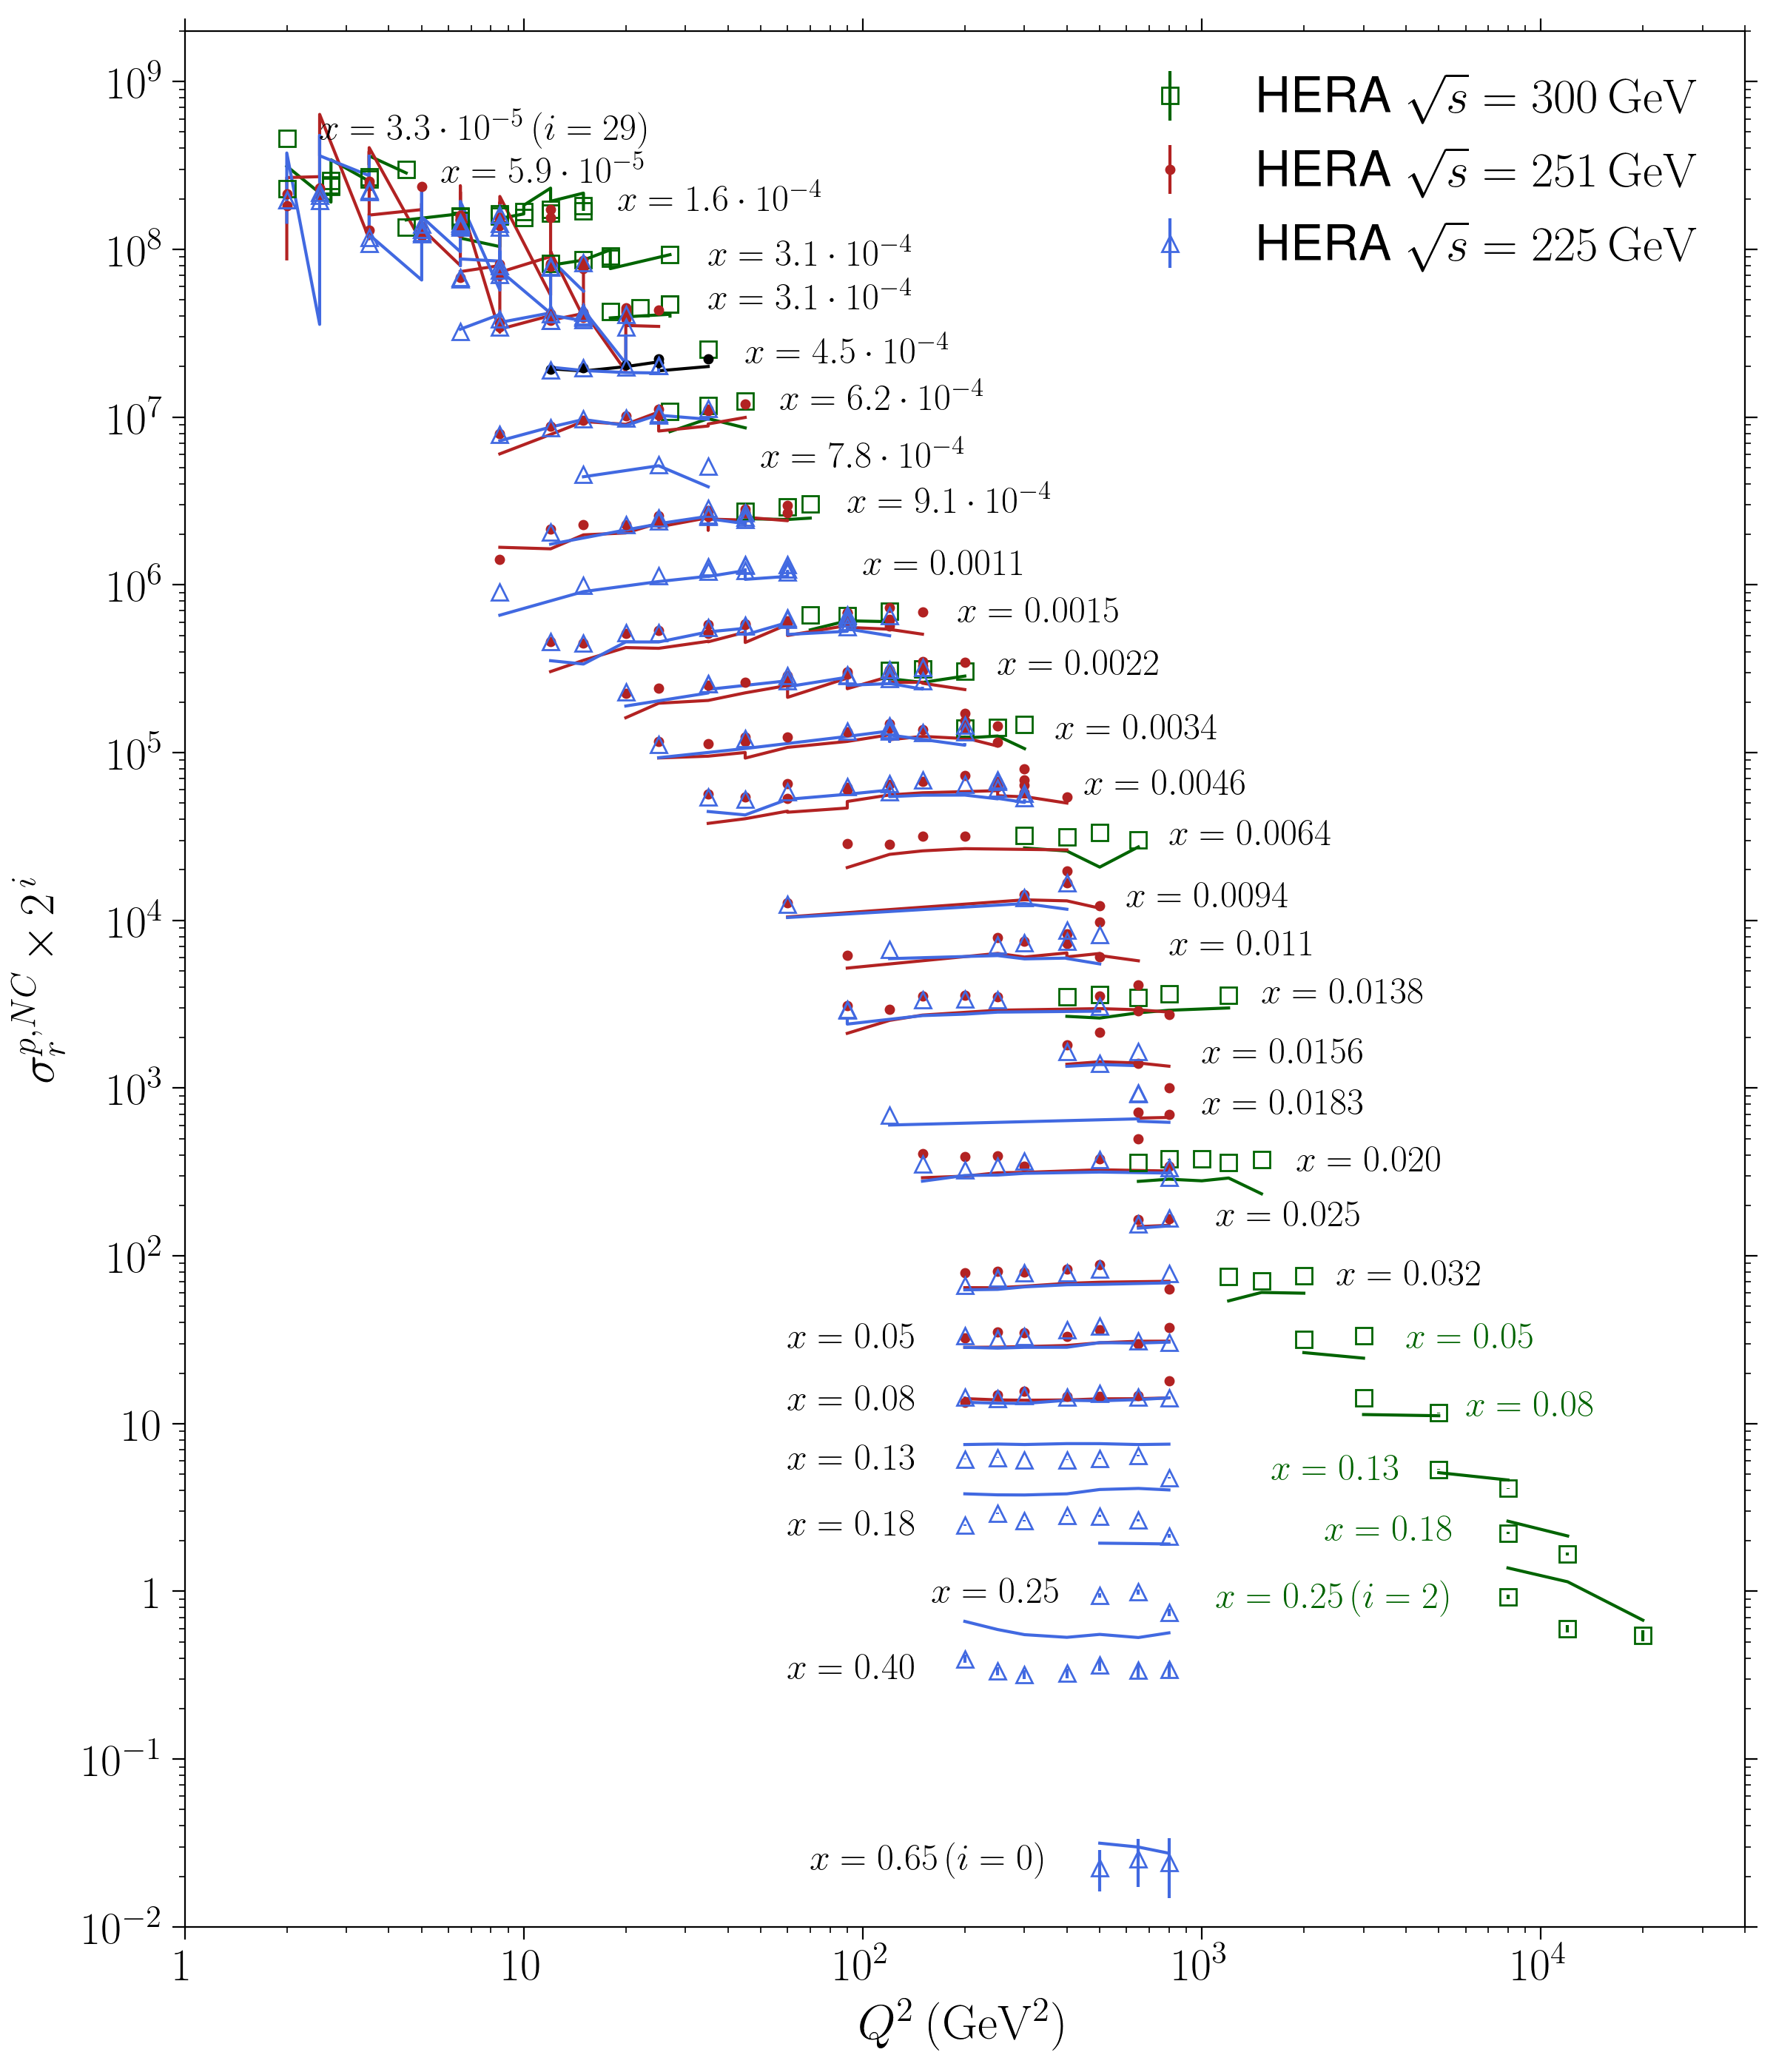 HERA √s = 300 GeV
HERA √s = 251 GeV
HERA √s = 225 GeV
10⁹
10⁸
10⁷
10⁶
10⁵
10⁴
10³
10²
10
1
10⁻¹
10⁻²
σᵣᵖ,ᴺᶜ × 2ⁱ
x = 3.3 · 10⁻⁵ (i = 29)
x = 5.9 · 10⁻⁵
x = 1.6 · 10⁻⁴
x = 3.1 · 10⁻⁴
x = 3.1 · 10⁻⁴
x = 4.5 · 10⁻⁴
x = 6.2 · 10⁻⁴
x = 7.8 · 10⁻⁴
x = 9.1 · 10⁻⁴
x = 0.0011
x = 0.0015
x = 0.0022
x = 0.0034
x = 0.0046
x = 0.0064
x = 0.0094
x = 0.011
x = 0.0138
x = 0.0156
x = 0.0183
x = 0.020
x = 0.025
x = 0.032
x = 0.05 x = 0.05
x = 0.08 x = 0.08
x = 0.13 x = 0.13
x = 0.18 x = 0.18
x = 0.25 x = 0.25 (i = 2)
x = 0.40
x = 0.65 (i = 0)
1 10 10² 10³ 10⁴
Q² (GeV²)